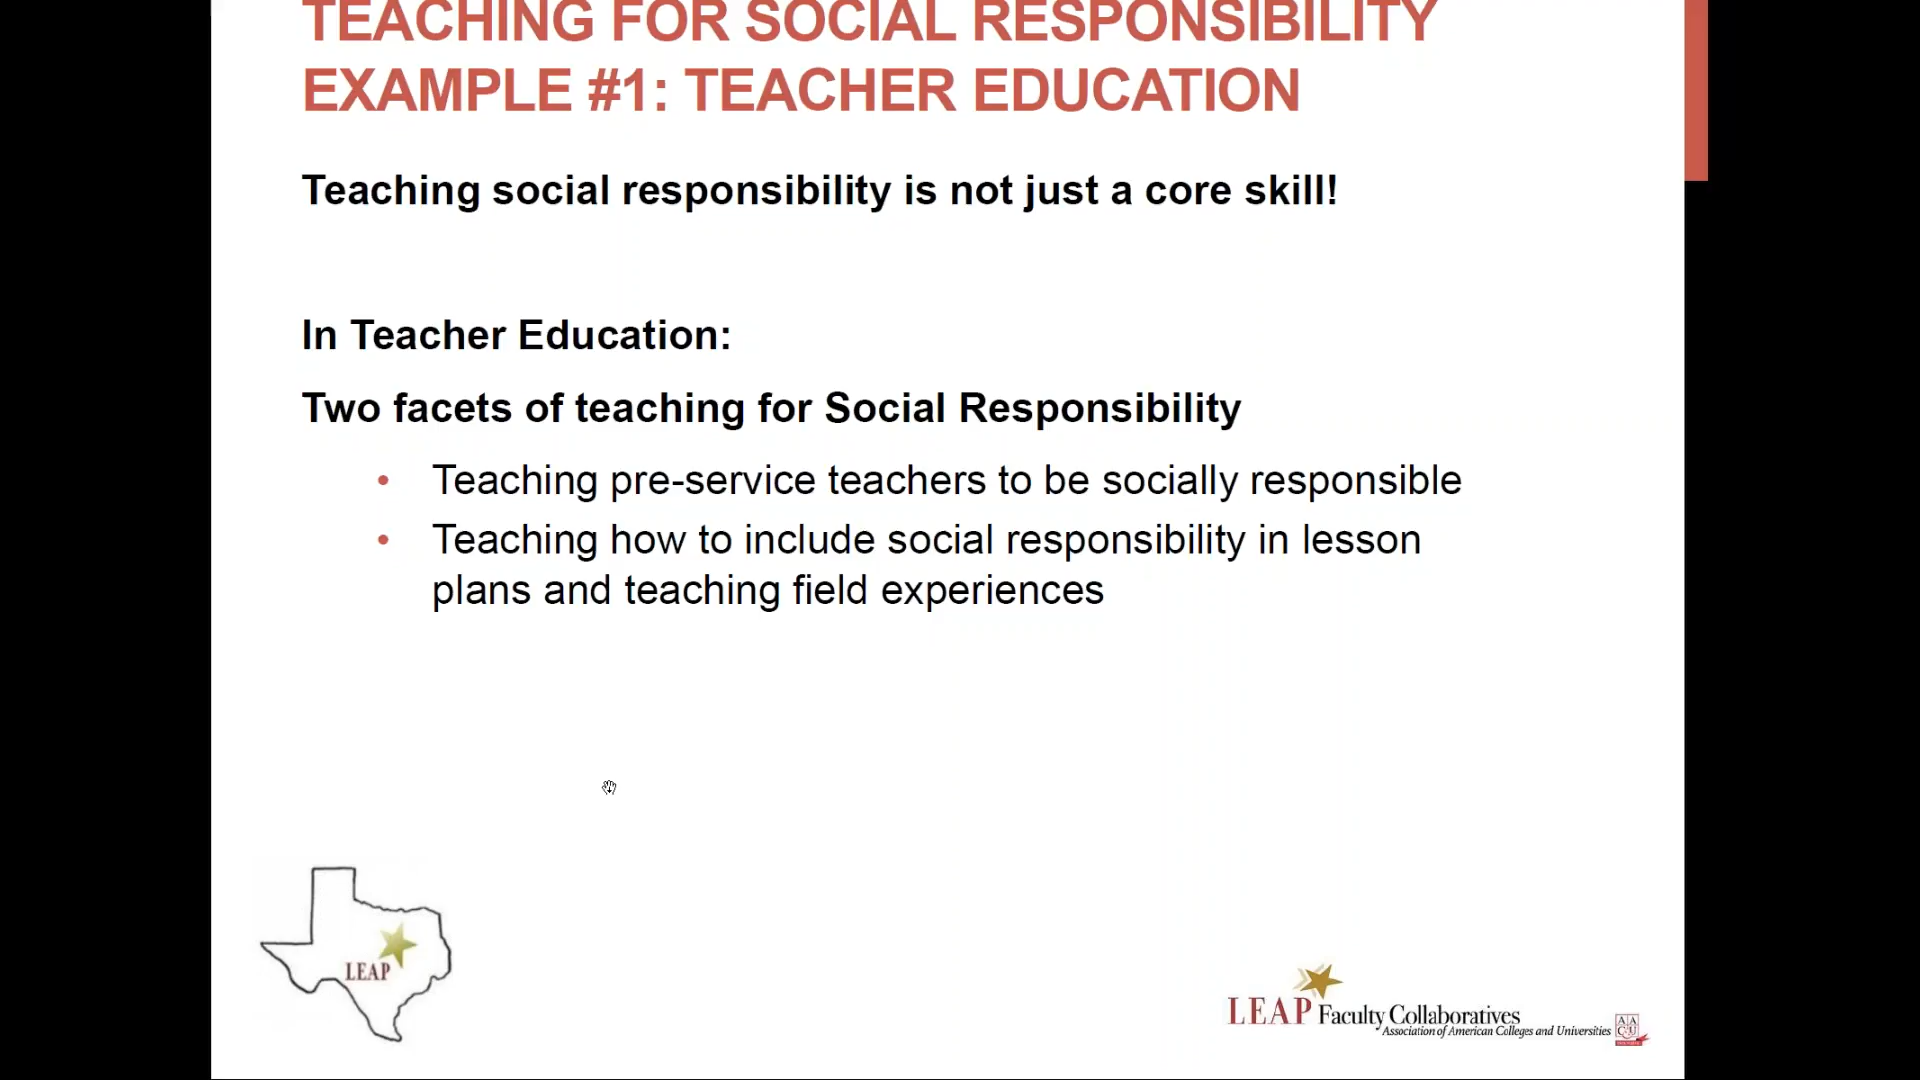 TEACHING FOR SOCIAL RESPONSIBILITY
EXAMPLE #1: TEACHER EDUCATION
Teaching social responsibility is not just a core skill!
In Teacher Education:
Two facets of teaching for Social Responsibility
• Teaching pre-service teachers to be socially responsible
• Teaching how to include social responsibility in lesson
plans and teaching field experiences
LEAP
LEAP Faculty Collaboratives
Association of American Colleges and Universities
AAC&U